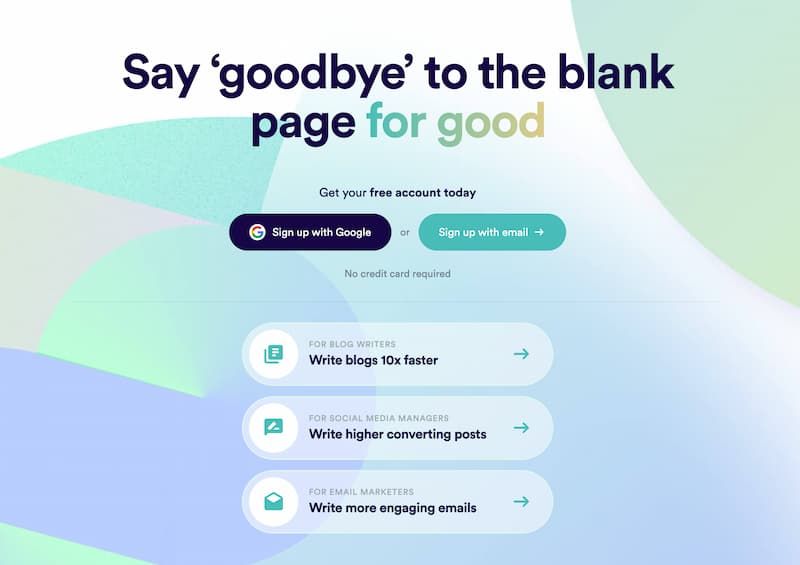 Say ‘goodbye’ to the blank
page for good
Get your free account today
Sign up with Google
or
Sign up with email →
No credit card required
FOR BLOG WRITERS
Write blogs 10x faster
FOR SOCIAL MEDIA MANAGERS
Write higher converting posts
FOR EMAIL MARKETERS
Write more engaging emails